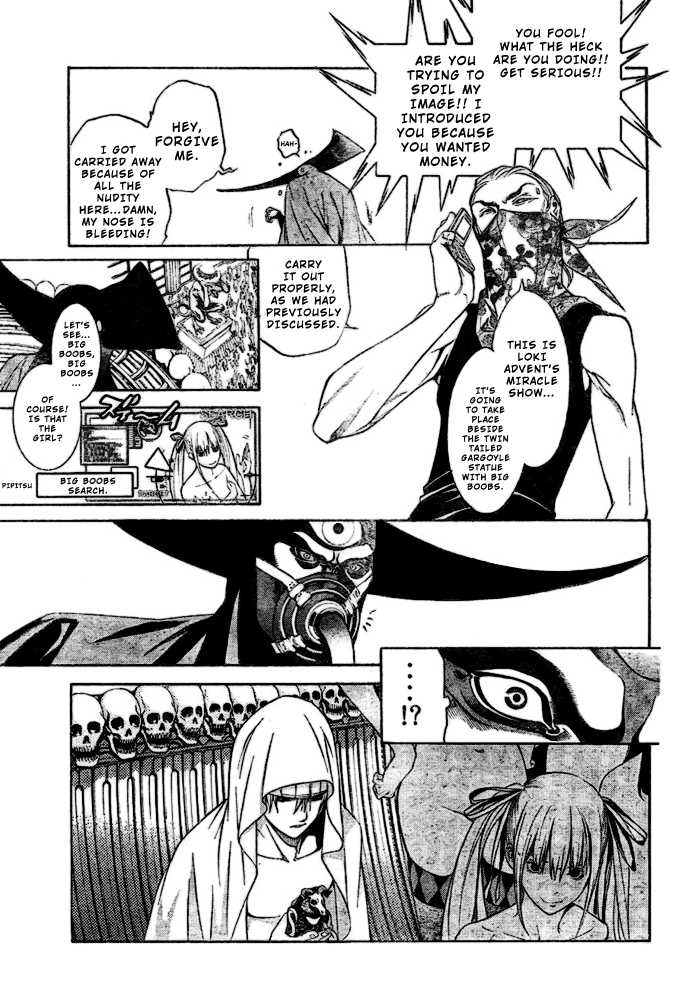 YOU FOOL!
WHAT THE HECK
ARE YOU DOING!!
GET SERIOUS!!
ARE YOU
TRYING TO
SPOIL MY
IMAGE!! I
INTRODUCED
YOU BECAUSE
YOU WANTED
MONEY.
HAH-
HEY,
FORGIVE
ME.
I GOT
CARRIED AWAY
BECAUSE OF
ALL THE
NUDITY
HERE...DAMN,
MY NOSE IS
BLEEDING!
CARRY
IT OUT
PROPERLY,
AS WE HAD
PREVIOUSLY
DISCUSSED.
THIS IS
LOKI
ADVENT'S
MIRACLE
SHOW...
IT'S
GOING
TO TAKE
PLACE
BESIDE
THE TWIN
TAILED
GARGOYLE
STATUE
WITH BIG
BOOBS.
LET'S
SEE...
BIG
BOOBS,
BIG
BOOBS
...
OF
COURSE!
IS THAT
THE
GIRL?
SEARCH
PIPITSU
BIG BOOBS
SEARCH.
....
!?